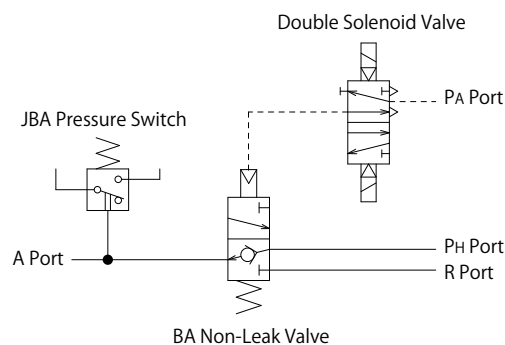 Double Solenoid Valve
PA Port
JBA Pressure Switch
A Port
PH Port
R Port
BA Non-Leak Valve